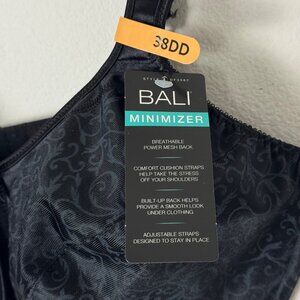 38DD
BALI
MINIMIZER
BREATHABLE
POWER MESH BACK
COMFORT CUSHION STRAPS
HELP TAKE THE STRESS
OFF YOUR SHOULDERS
BUILT-UP BACK HELPS
PROVIDE A SMOOTH LOOK
UNDER CLOTHING
ADJUSTABLE STRAPS
DESIGNED TO STAY IN PLACE